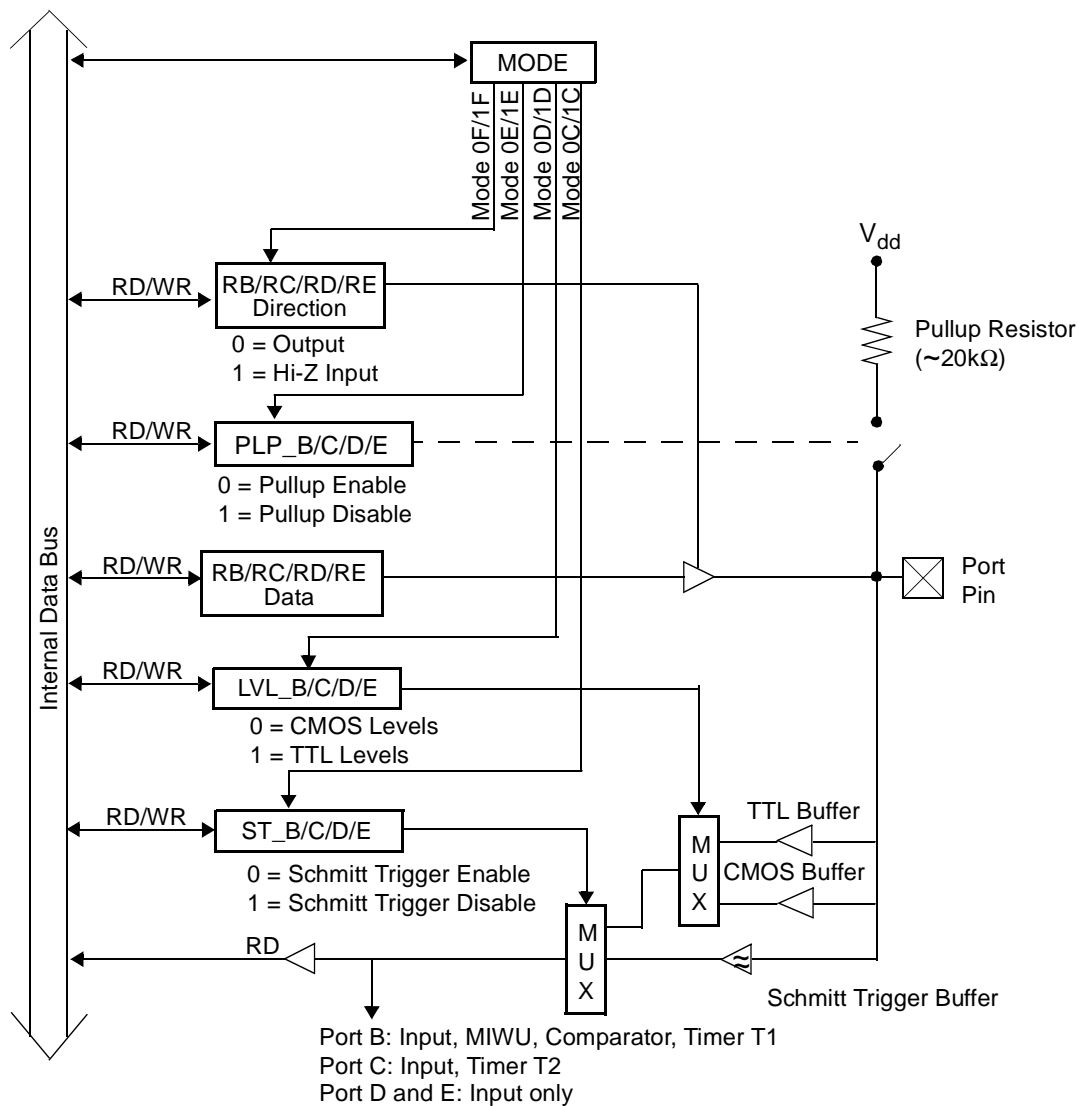 MODE
Mode 0F/1F
Mode 0E/1E
Mode 0D/1D
Mode 0C/1C
Vdd
RD/WR
RB/RC/RD/RE
Direction
0 = Output
1 = Hi-Z Input
Pullup Resistor
(~20kΩ)
RD/WR
PLP_B/C/D/E
0 = Pullup Enable
1 = Pullup Disable
Internal Data Bus
RD/WR
RB/RC/RD/RE
Data
Port
Pin
RD/WR
LVL_B/C/D/E
0 = CMOS Levels
1 = TTL Levels
RD/WR
ST_B/C/D/E
0 = Schmitt Trigger Enable
1 = Schmitt Trigger Disable
TTL Buffer
MUX
CMOS Buffer
RD
MUX
Schmitt Trigger Buffer
Port B: Input, MIWU, Comparator, Timer T1
Port C: Input, Timer T2
Port D and E: Input only